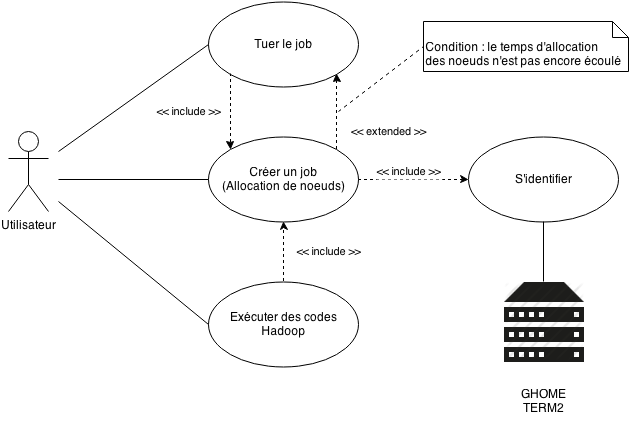 Tuer le job
Condition : le temps d'allocation
des noeuds n'est pas encore écoulé
<< include >>
<< extended >>
Créer un job
(Allocation de noeuds)
<< include >>
S'identifier
Utilisateur
<< include >>
Exécuter des codes
Hadoop
GHOME
TERM2